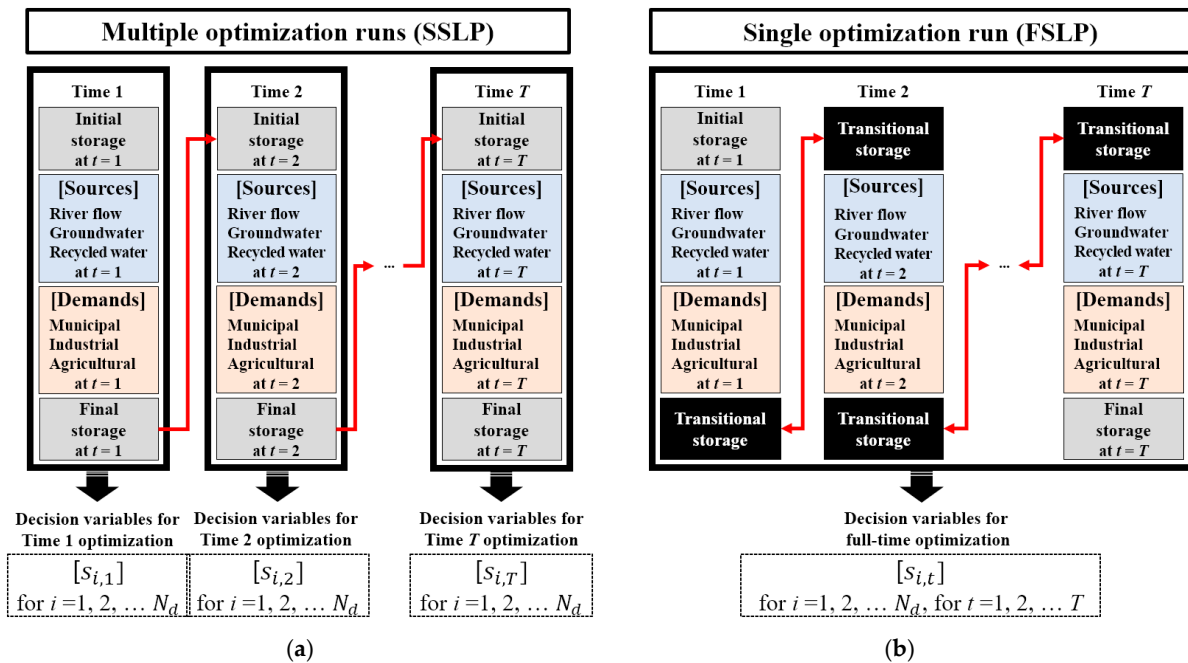 Multiple optimization runs (SSLP)
Time 1
Initial
storage
at t = 1
[Sources]
River flow
Groundwater
Recycled water
at t = 1
[Demands]
Municipal
Industrial
Agricultural
at t = 1
Final
storage
at t = 1
Decision variables for
Time 1 optimization
[s_{i,1}]
for i =1, 2, … N_d
Time 2
Initial
storage
at t = 2
[Sources]
River flow
Groundwater
Recycled water
at t = 2
[Demands]
Municipal
Industrial
Agricultural
at t = 2
Final
storage
at t = 2
Decision variables for
Time 2 optimization
[s_{i,2}]
for i =1, 2, … N_d
...
Time T
Initial
storage
at t = T
[Sources]
River flow
Groundwater
Recycled water
at t = T
[Demands]
Municipal
Industrial
Agricultural
at t = T
Final
storage
at t = T
Decision variables for
Time T optimization
[s_{i,T}]
for i =1, 2, … N_d
(a)
Single optimization run (FSLP)
Time 1
Initial
storage
at t = 1
[Sources]
River flow
Groundwater
Recycled water
at t = 1
[Demands]
Municipal
Industrial
Agricultural
at t = 1
Transitional
storage
Time 2
Transitional
storage
[Sources]
River flow
Groundwater
Recycled water
at t = 2
[Demands]
Municipal
Industrial
Agricultural
at t = 2
Transitional
storage
...
Time T
Transitional
storage
[Sources]
River flow
Groundwater
Recycled water
at t = T
[Demands]
Municipal
Industrial
Agricultural
at t = T
Final
storage
at t = T
Decision variables for
full-time optimization
[s_{i,t}]
for i =1, 2, … N_d, for t=1, 2, … T
(b)